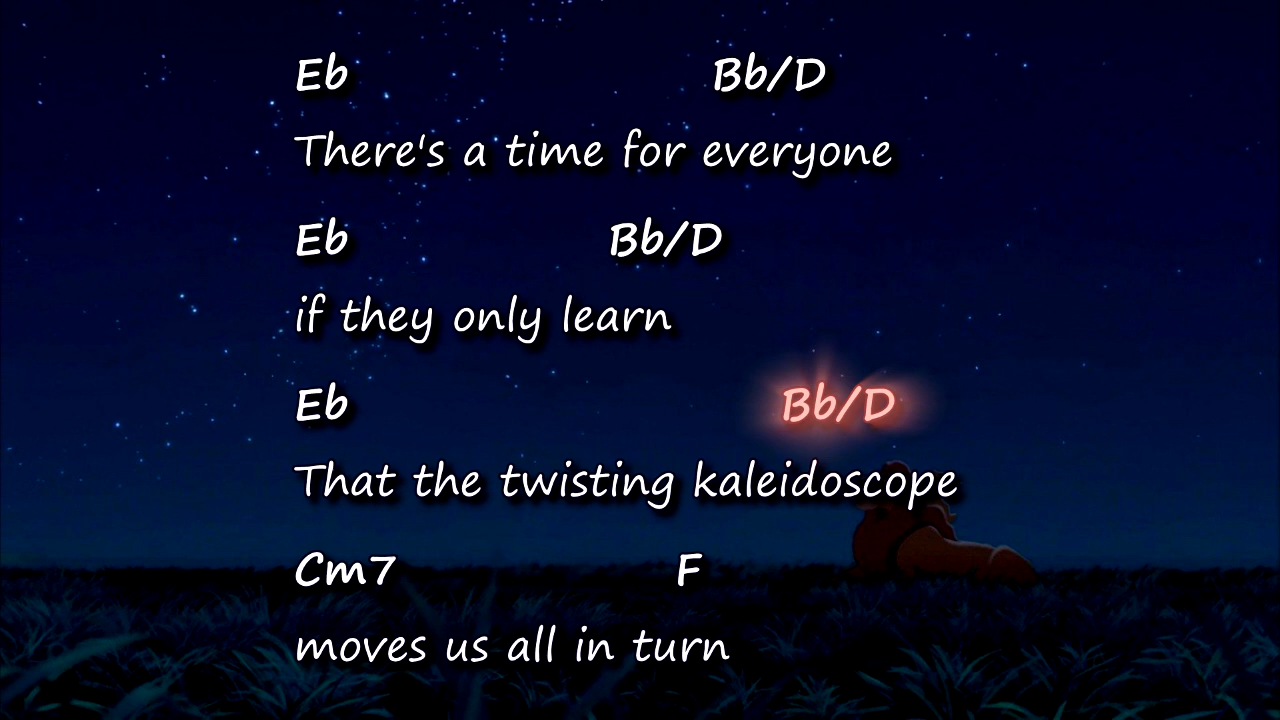 Eb Bb/D
There's a time for everyone
Eb Bb/D
if they only learn
Eb Bb/D
That the twisting kaleidoscope
Cm7 F
moves us all in turn